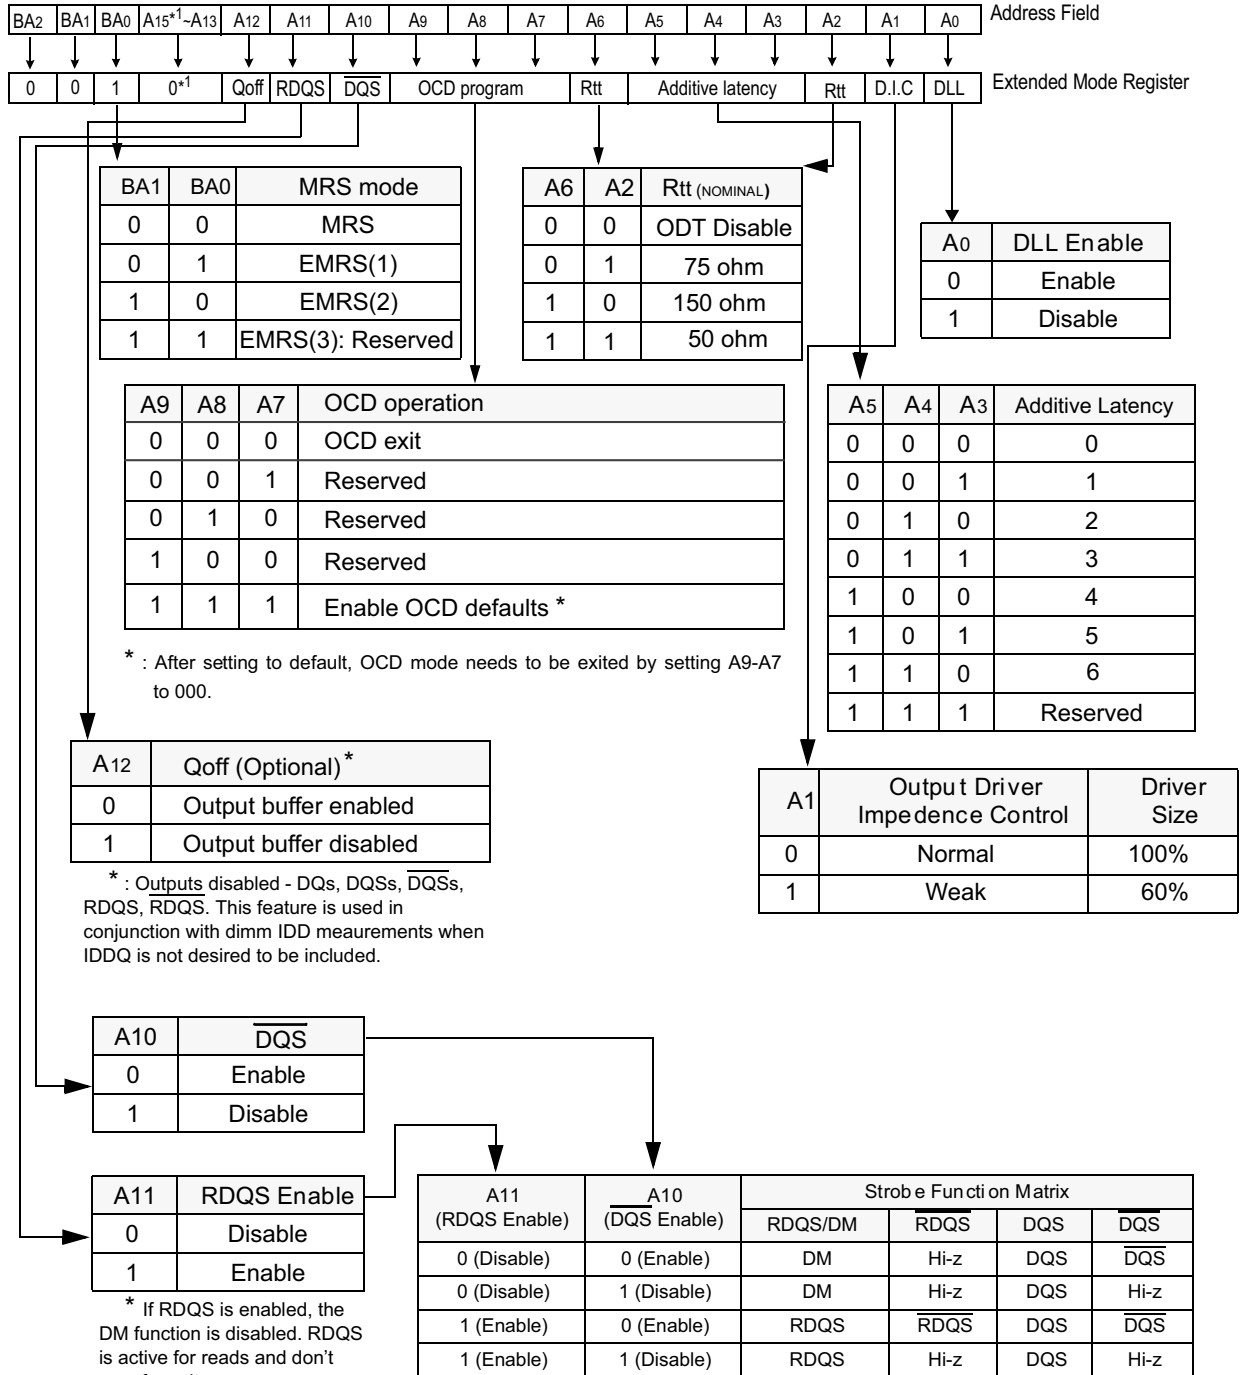 BA2 BA1 BA0 A15*1~A13 A12 A11 A10 A9 A8 A7 A6 A5 A4 A3 A2 A1 A0 Address Field
0 0 1 0*1 Qoff RDQS D̅Q̅S̅ OCD program Rtt Additive latency Rtt D.I.C DLL Extended Mode Register
BA1 BA0 MRS mode
0 0 MRS
0 1 EMRS(1)
1 0 EMRS(2)
1 1 EMRS(3): Reserved
A6 A2 Rtt (NOMINAL)
0 0 ODT Disable
0 1 75 ohm
1 0 150 ohm
1 1 50 ohm
A0 DLL Enable
0 Enable
1 Disable
A9 A8 A7 OCD operation
0 0 0 OCD exit
0 0 1 Reserved
0 1 0 Reserved
1 0 0 Reserved
1 1 1 Enable OCD defaults *
* : After setting to default, OCD mode needs to be exited by setting A9-A7
to 000.
A5 A4 A3 Additive Latency
0 0 0 0
0 0 1 1
0 1 0 2
0 1 1 3
1 0 0 4
1 0 1 5
1 1 0 6
1 1 1 Reserved
A12 Qoff (Optional)*
0 Output buffer enabled
1 Output buffer disabled
* : Outputs disabled - DQs, DQSs, D̅Q̅S̅s,
RDQS, R̅D̅Q̅S̅. This feature is used in
conjunction with dimm IDD meaurements when
IDDQ is not desired to be included.
A1 Output Driver Driver
Impedence Control Size
0 Normal 100%
1 Weak 60%
A10 D̅Q̅S̅
0 Enable
1 Disable
A11 RDQS Enable
0 Disable
1 Enable
* If RDQS is enabled, the
DM function is disabled. RDQS
is active for reads and don't
A11 A10 Strobe Function Matrix
(RDQS Enable) (D̅Q̅S̅ Enable) RDQS/DM R̅D̅Q̅S̅ DQS D̅Q̅S̅
0 (Disable) 0 (Enable) DM Hi-z DQS D̅Q̅S̅
0 (Disable) 1 (Disable) DM Hi-z DQS Hi-z
1 (Enable) 0 (Enable) RDQS R̅D̅Q̅S̅ DQS D̅Q̅S̅
1 (Enable) 1 (Disable) RDQS Hi-z DQS Hi-z